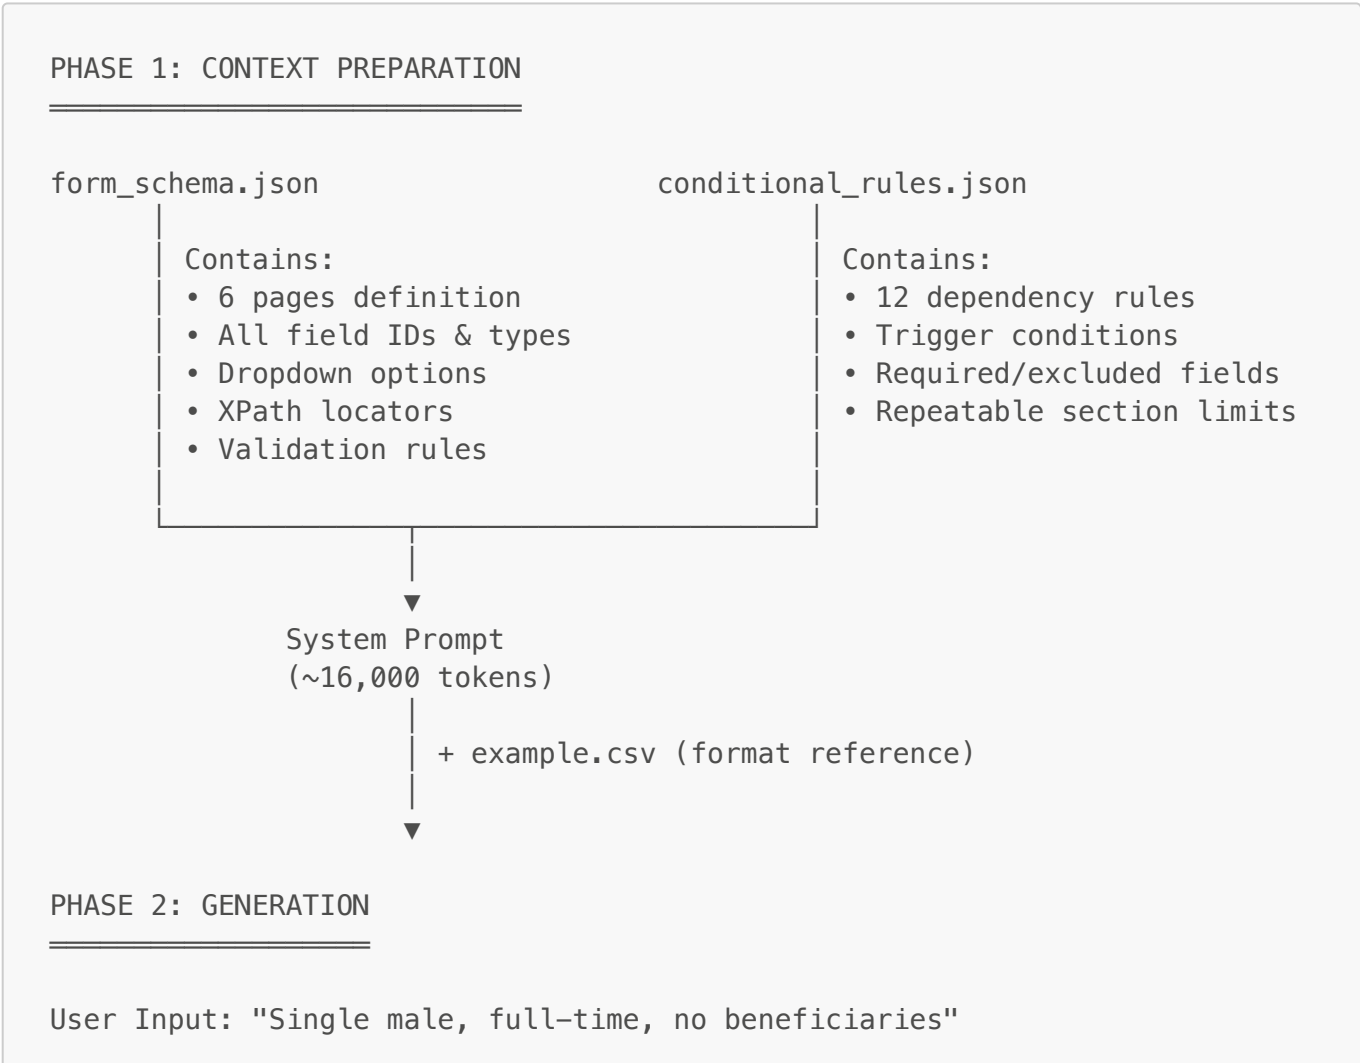 PHASE 1: CONTEXT PREPARATION
form_schema.json conditional_rules.json
Contains: Contains:
• 6 pages definition • 12 dependency rules
• All field IDs & types • Trigger conditions
• Dropdown options • Required/excluded fields
• XPath locators • Repeatable section limits
• Validation rules
System Prompt
(~16,000 tokens)
+ example.csv (format reference)
PHASE 2: GENERATION
User Input: "Single male, full-time, no beneficiaries"